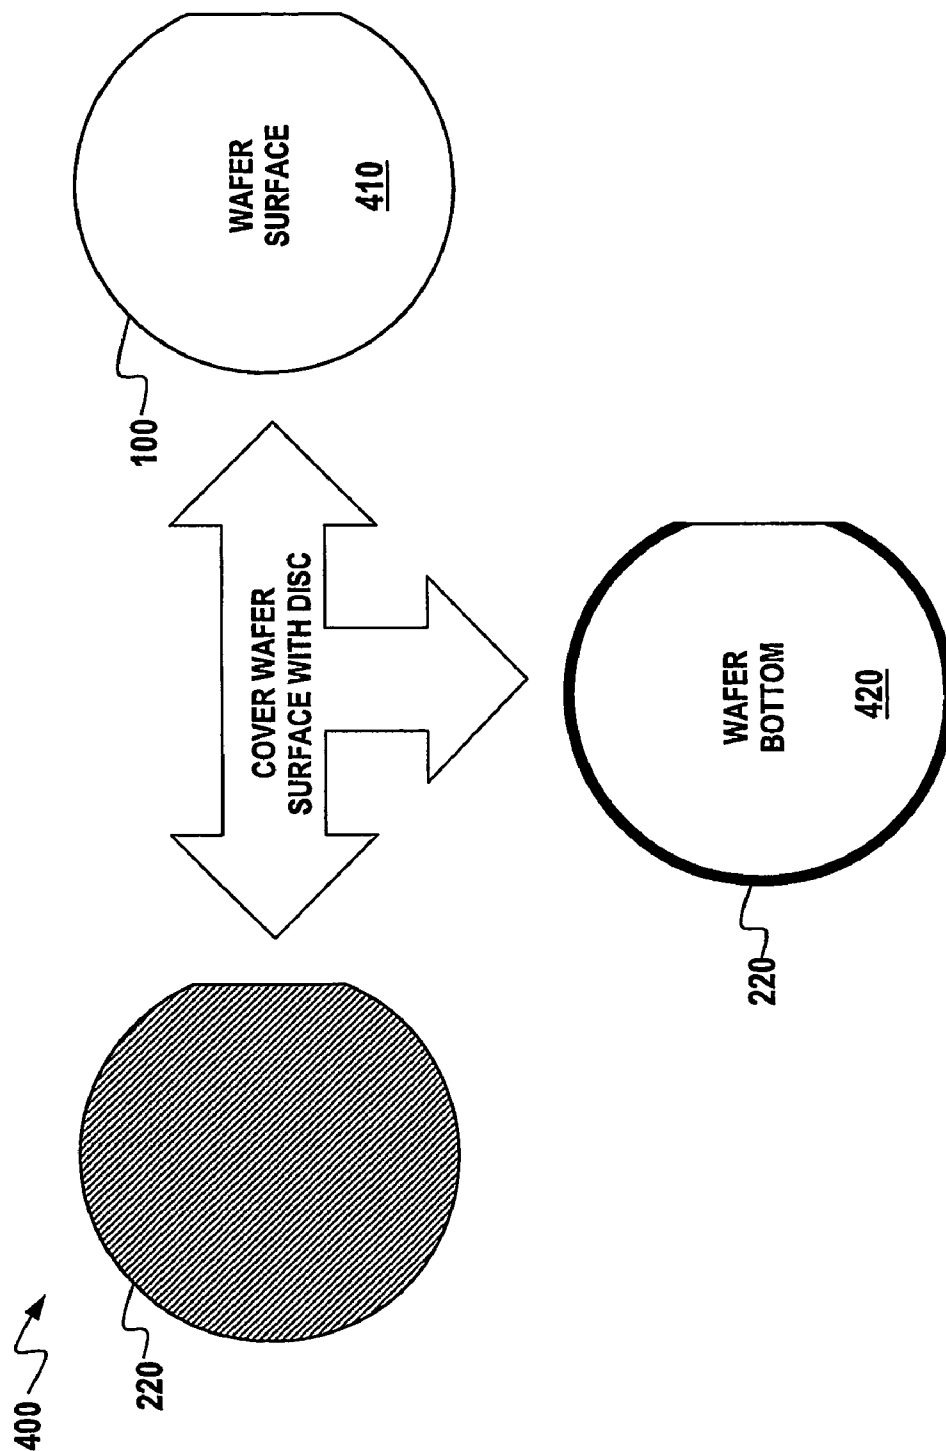 400
220
COVER WAFER
SURFACE WITH DISC
100
WAFER
SURFACE
410
220
WAFER
BOTTOM
420